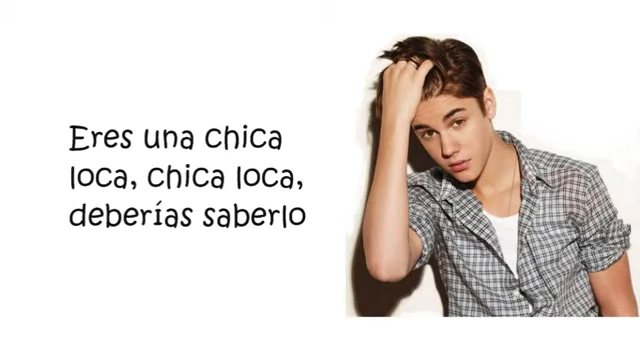 Eres una chica
loca, chica loca,
deberías saberlo